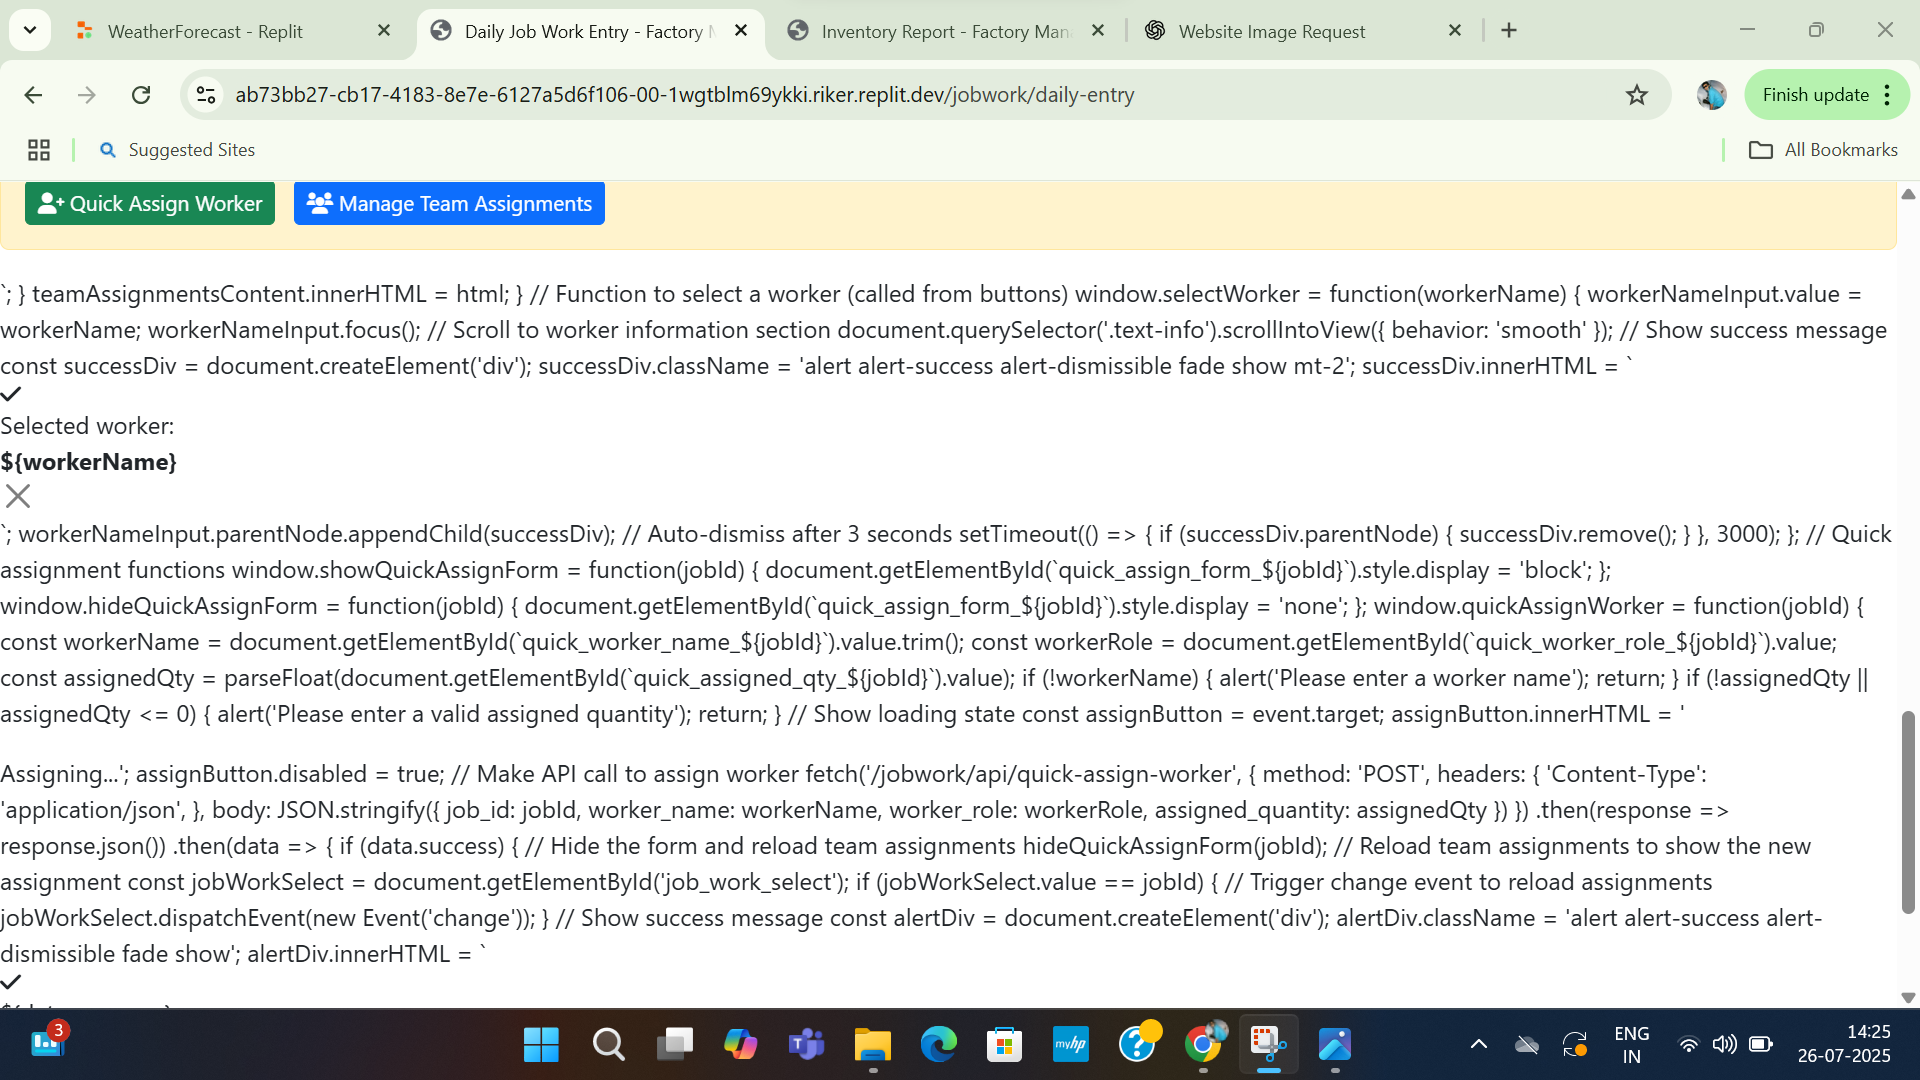 WeatherForecast - Replit
Daily Job Work Entry - Factory
Inventory Report - Factory Man
Website Image Request
ab73bb27-cb17-4183-8e7e-6127a5d6f106-00-1wgtblm69ykki.riker.replit.dev/jobwork/daily-entry
Finish update
Suggested Sites
All Bookmarks
Quick Assign Worker
Manage Team Assignments
`; } teamAssignmentsContent.innerHTML = html; } // Function to select a worker (called from buttons) window.selectWorker = function(workerName) { workerNameInput.value =
workerName; workerNameInput.focus(); // Scroll to worker information section document.querySelector('.text-info').scrollIntoView({ behavior: 'smooth' }); // Show success message
const successDiv = document.createElement('div'); successDiv.className = 'alert alert-success alert-dismissible fade show mt-2'; successDiv.innerHTML = `
Selected worker:
${workerName}
`; workerNameInput.parentNode.appendChild(successDiv); // Auto-dismiss after 3 seconds setTimeout(() => { if (successDiv.parentNode) { successDiv.remove(); } }, 3000); }; // Quick
assignment functions window.showQuickAssignForm = function(jobId) { document.getElementById(`quick_assign_form_${jobId}`).style.display = 'block'; };
window.hideQuickAssignForm = function(jobId) { document.getElementById(`quick_assign_form_${jobId}`).style.display = 'none'; }; window.quickAssignWorker = function(jobId) {
const workerName = document.getElementById(`quick_worker_name_${jobId}`).value.trim(); const workerRole = document.getElementById(`quick_worker_role_${jobId}`).value;
const assignedQty = parseFloat(document.getElementById(`quick_assigned_qty_${jobId}`).value); if (!workerName) { alert('Please enter a worker name'); return; } if (!assignedQty ||
assignedQty <= 0) { alert('Please enter a valid assigned quantity'); return; } // Show loading state const assignButton = event.target; assignButton.innerHTML = '
Assigning...'; assignButton.disabled = true; // Make API call to assign worker fetch('/jobwork/api/quick-assign-worker', { method: 'POST', headers: { 'Content-Type':
'application/json', }, body: JSON.stringify({ job_id: jobId, worker_name: workerName, worker_role: workerRole, assigned_quantity: assignedQty }) }) .then(response =>
response.json()) .then(data => { if (data.success) { // Hide the form and reload team assignments hideQuickAssignForm(jobId); // Reload team assignments to show the new
assignment const jobWorkSelect = document.getElementById('job_work_select'); if (jobWorkSelect.value == jobId) { // Trigger change event to reload assignments
jobWorkSelect.dispatchEvent(new Event('change')); } // Show success message const alertDiv = document.createElement('div'); alertDiv.className = 'alert alert-success alert-
dismissible fade show'; alertDiv.innerHTML = `
3
myhp
ENG
IN
14:25
26-07-2025